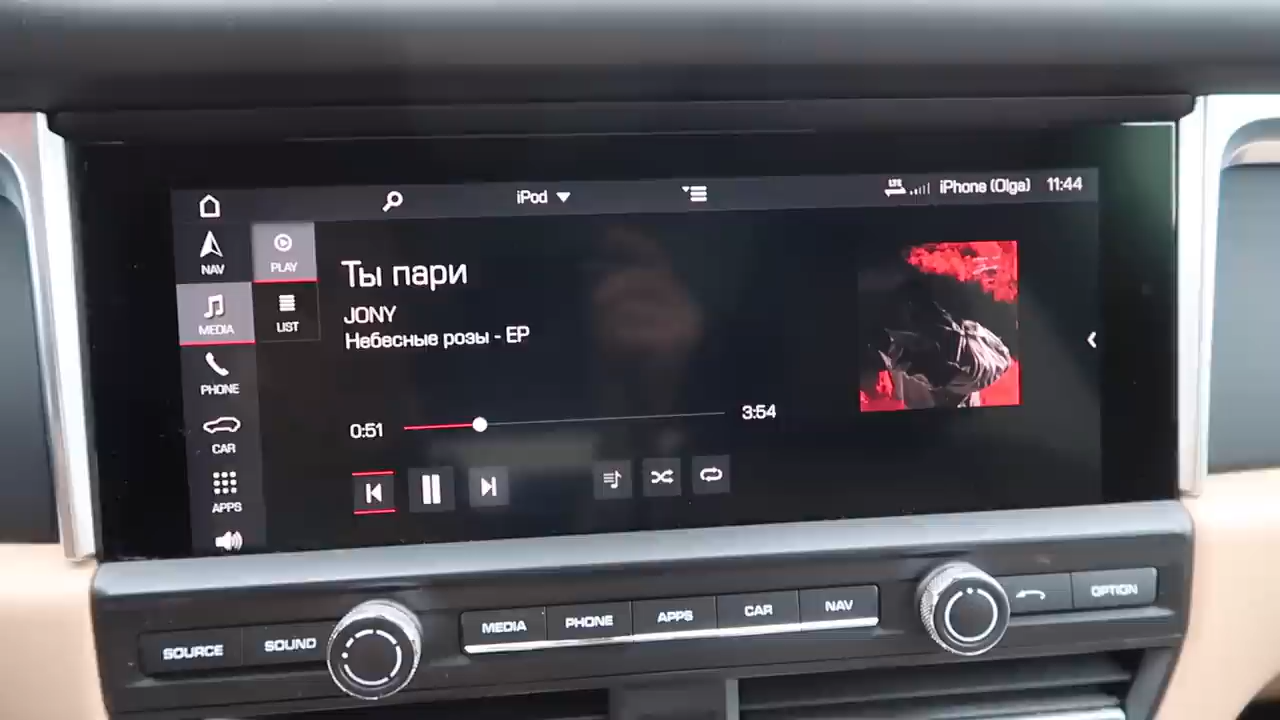 iPod
LTE
iPhone (Olga) 11:44
NAV
PLAY
MEDIA
LIST
PHONE
CAR
APPS
Ты пари
JONY
Небесные розы - EP
0:51
3:54
SOURCE
SOUND
MEDIA
PHONE
APPS
CAR
NAV
OPTION